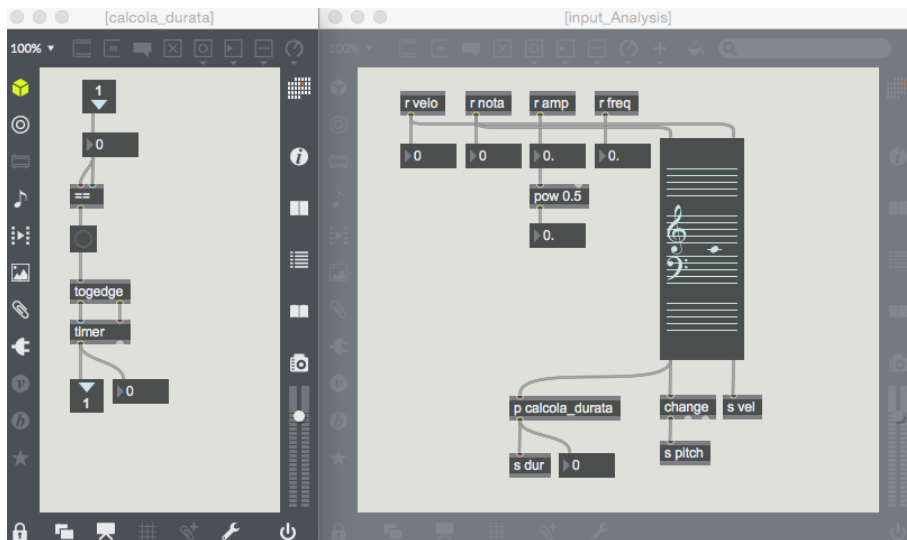 [calcola_durata]
100%
1
0
==
togedge
timer
1
0
[input_Analysis]
100%
r velo
r nota
r amp
r freq
0
0
0.
0.
pow 0.5
0.
p calcola_durata
change
s vel
s dur
0
s pitch